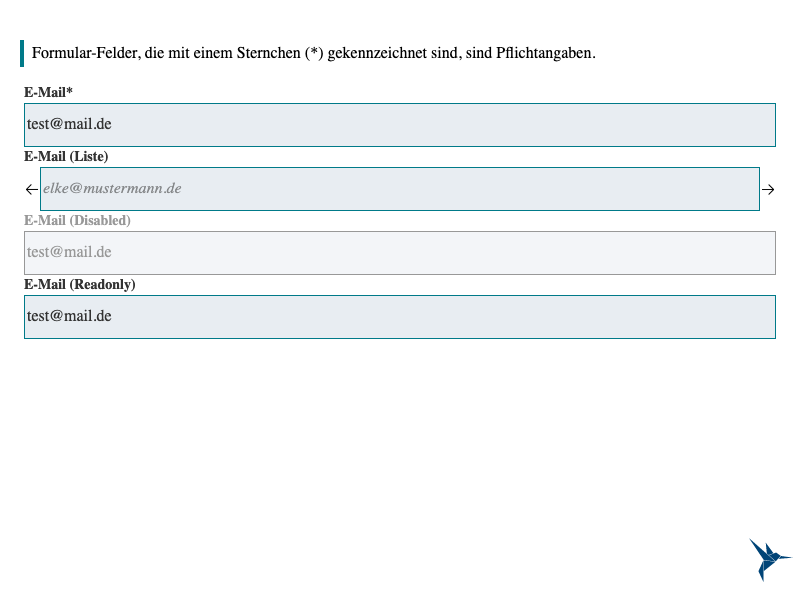 Formular-Felder, die mit einem Sternchen (*) gekennzeichnet sind, sind Pflichtangaben.
E-Mail*
test@mail.de
E-Mail (Liste)
← elke@mustermann.de →
E-Mail (Disabled)
test@mail.de
E-Mail (Readonly)
test@mail.de